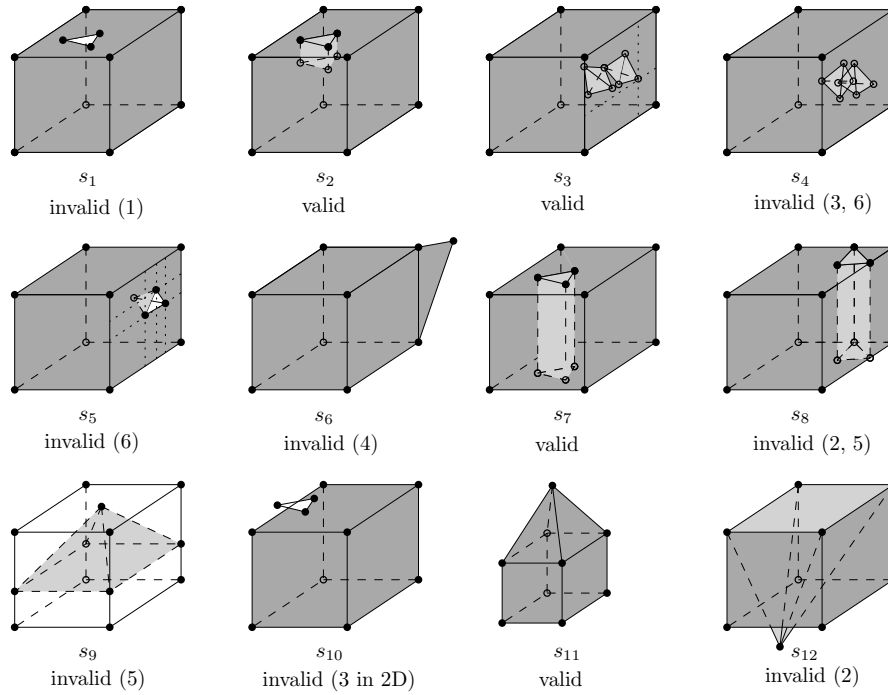 s1 s2 s3 s4
invalid (1) valid valid invalid (3, 6)
s5 s6 s7 s8
invalid (6) invalid (4) valid invalid (2, 5)
s9 s10 s11 s12
invalid (5) invalid (3 in 2D) valid invalid (2)